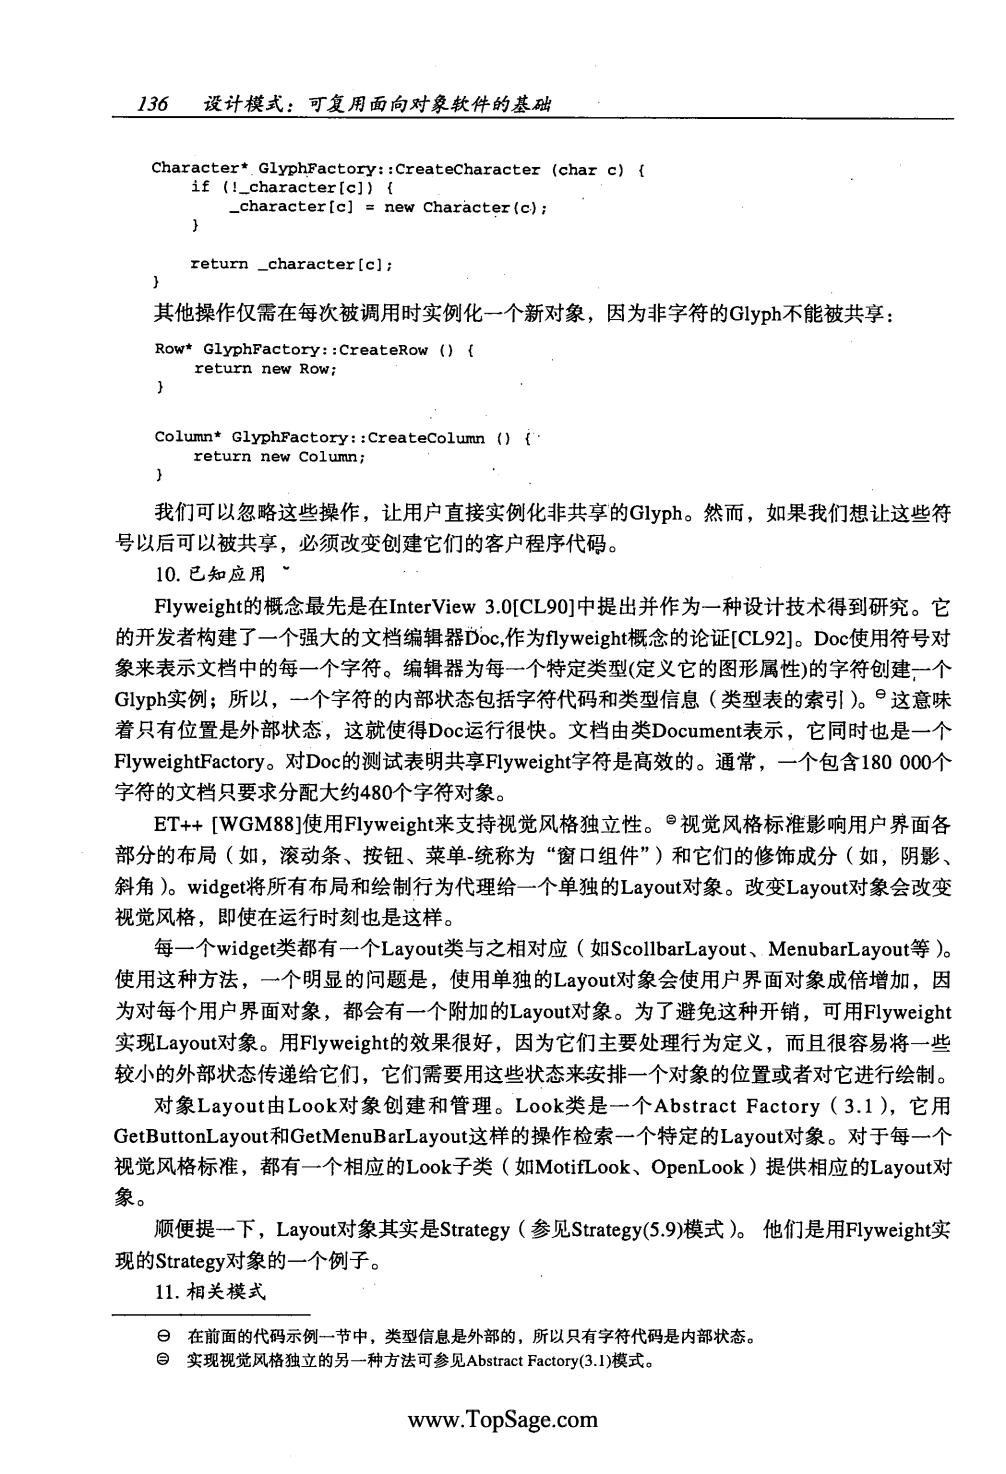 136 设计模式：可复用面向对象软件的基础
Character* GlyphFactory::CreateCharacter (char c) {
if (!_character[c]) {
_character[c] = new Character(c);
}
return _character[c];
}
其他操作仅需在每次被调用时实例化一个新对象，因为非字符的Glyph不能被共享：
Row* GlyphFactory::CreateRow () {
return new Row;
}
Column* GlyphFactory::CreateColumn () {
return new Column;
}
我们可以忽略这些操作，让用户直接实例化非共享的Glyph。然而，如果我们想让这些符
号以后可以被共享，必须改变创建它们的客户程序代码。
10. 已知应用
Flyweight的概念最先是在InterView 3.0[CL90]中提出并作为一种设计技术得到研究。它
的开发者构建了一个强大的文档编辑器Doc,作为flyweight概念的论证[CL92]。Doc使用符号对
象来表示文档中的每一个字符。编辑器为每一个特定类型(定义它的图形属性)的字符创建一个
Glyph实例；所以，一个字符的内部状态包括字符代码和类型信息（类型表的索引）。㊀这意味
着只有位置是外部状态，这就使得Doc运行很快。文档由类Document表示，它同时也是一个
FlyweightFactory。对Doc的测试表明共享Flyweight字符是高效的。通常，一个包含180 000个
字符的文档只要求分配大约480个字符对象。
ET++ [WGM88]使用Flyweight来支持视觉风格独立性。㊁视觉风格标准影响用户界面各
部分的布局（如，滚动条、按钮、菜单-统称为“窗口组件”）和它们的修饰成分（如，阴影、
斜角）。widget将所有布局和绘制行为代理给一个单独的Layout对象。改变Layout对象会改变
视觉风格，即使在运行时刻也是这样。
每一个widget类都有一个Layout类与之相对应（如ScollbarLayout、MenubarLayout等）。
使用这种方法，一个明显的问题是，使用单独的Layout对象会使用户界面对象成倍增加，因
为对每个用户界面对象，都会有一个附加的Layout对象。为了避免这种开销，可用Flyweight
实现Layout对象。用Flyweight的效果很好，因为它们主要处理行为定义，而且很容易将一些
较小的外部状态传递给它们，它们需要用这些状态来安排一个对象的位置或者对它进行绘制。
对象Layout由Look对象创建和管理。Look类是一个Abstract Factory（3.1），它用
GetButtonLayout和GetMenuBarLayout这样的操作检索一个特定的Layout对象。对于每一个
视觉风格标准，都有一个相应的Look子类（如MotifLook、OpenLook）提供相应的Layout对
象。
顺便提一下，Layout对象其实是Strategy（参见Strategy(5.9)模式）。 他们是用Flyweight实
现的Strategy对象的一个例子。
11. 相关模式
㊀ 在前面的代码示例一节中，类型信息是外部的，所以只有字符代码是内部状态。
㊁ 实现视觉风格独立的另一种方法可参见Abstract Factory(3.1)模式。
www.TopSage.com